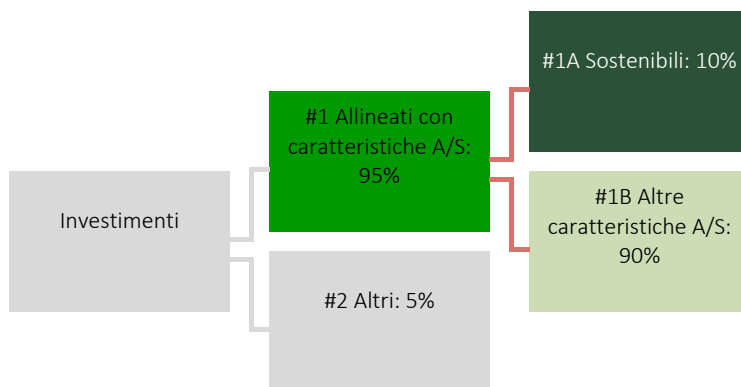 Investimenti
#1 Allineati con
caratteristiche A/S:
95%
#2 Altri: 5%
#1A Sostenibili: 10%
#1B Altre
caratteristiche A/S:
90%